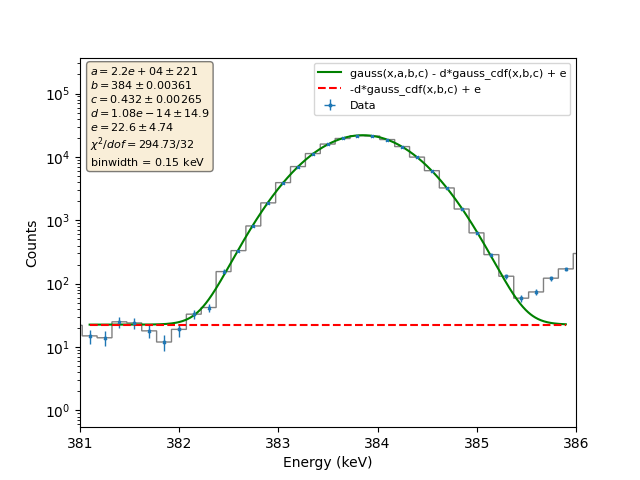 a = 2.2e + 04 ± 221
b = 384 ± 0.00361
c = 0.432 ± 0.00265
d = 1.08e − 14 ± 14.9
e = 22.6 ± 4.74
χ²/dof = 294.73/32
binwidth = 0.15 keV
gauss(x,a,b,c) - d*gauss_cdf(x,b,c) + e
-d*gauss_cdf(x,b,c) + e
Data
10⁵
10⁴
10³
10²
10¹
10⁰
Counts
381 382 383 384 385 386
Energy (keV)